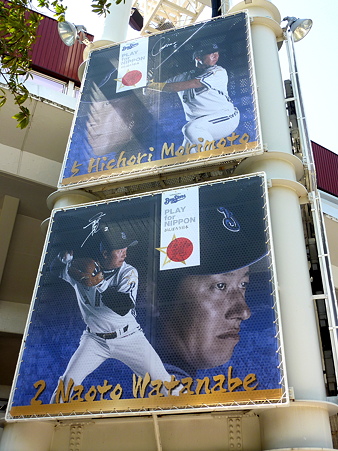 PLAY
for
NIPPON
5 Hichori Morimoto
PLAY
for
NIPPON
2 Naoto Watanabe